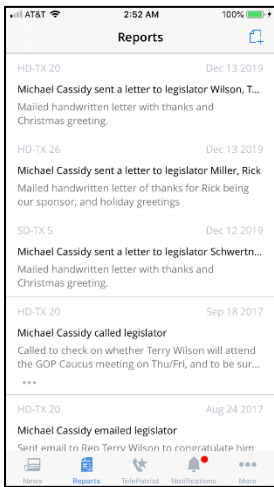 AT&T 2:52 AM 100%
Reports
HD-TX 20 Dec 13 2019
Michael Cassidy sent a letter to legislator Wilson, T...
Mailed handwritten letter with thanks and
Christmas greeting.
HD-TX 26 Dec 13 2019
Michael Cassidy sent a letter to legislator Miller, Rick
Mailed handwritten letter of thanks for Rick being
our sponsor, and holiday greetings
SD-TX 5 Dec 12 2019
Michael Cassidy sent a letter to legislator Schwertn...
Mailed handwritten letter with thanks and
Christmas greeting.
HD-TX 20 Sep 18 2017
Michael Cassidy called legislator
Called to check on whether Terry Wilson will attend
the GOP Caucus meeting on Thu/Fri, and to be sur...
HD-TX 20 Aug 24 2017
Michael Cassidy emailed legislator
Sent email to Rep Terry Wilson to congratulate him
News Reports TelePatriot Notifications More